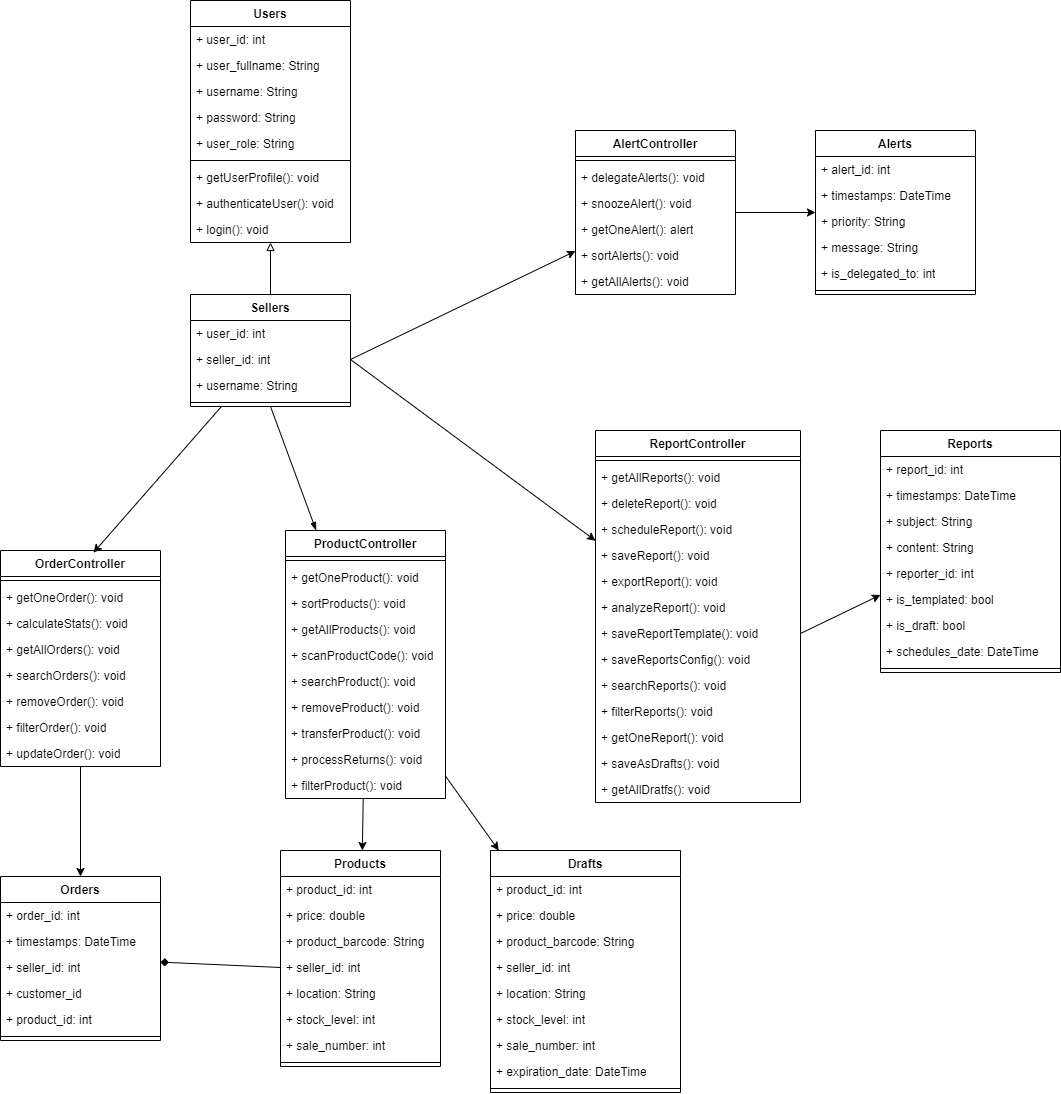 Users
+ user_id: int
+ user_fullname: String
+ username: String
+ password: String
+ user_role: String
+ getUserProfile(): void
+ authenticateUser(): void
+ login(): void
AlertController
+ delegateAlerts(): void
+ snoozeAlert(): void
+ getOneAlert(): alert
+ sortAlerts(): void
+ getAllAlerts(): void
Alerts
+ alert_id: int
+ timestamps: DateTime
+ priority: String
+ message: String
+ is_delegated_to: int
Sellers
+ user_id: int
+ seller_id: int
+ username: String
ReportController
+ getAllReports(): void
+ deleteReport(): void
+ scheduleReport(): void
+ saveReport(): void
+ exportReport(): void
+ analyzeReport(): void
+ saveReportTemplate(): void
+ saveReportsConfig(): void
+ searchReports(): void
+ filterReports(): void
+ getOneReport(): void
+ saveAsDrafts(): void
+ getAllDratfs(): void
Reports
+ report_id: int
+ timestamps: DateTime
+ subject: String
+ content: String
+ reporter_id: int
+ is_templated: bool
+ is_draft: bool
+ schedules_date: DateTime
OrderController
+ getOneOrder(): void
+ calculateStats(): void
+ getAllOrders(): void
+ searchOrders(): void
+ removeOrder(): void
+ filterOrder(): void
+ updateOrder(): void
ProductController
+ getOneProduct(): void
+ sortProducts(): void
+ getAllProducts(): void
+ scanProductCode(): void
+ searchProduct(): void
+ removeProduct(): void
+ transferProduct(): void
+ processReturns(): void
+ filterProduct(): void
Orders
+ order_id: int
+ timestamps: DateTime
+ seller_id: int
+ customer_id
+ product_id: int
Products
+ product_id: int
+ price: double
+ product_barcode: String
+ seller_id: int
+ location: String
+ stock_level: int
+ sale_number: int
Drafts
+ product_id: int
+ price: double
+ product_barcode: String
+ seller_id: int
+ location: String
+ stock_level: int
+ sale_number: int
+ expiration_date: DateTime